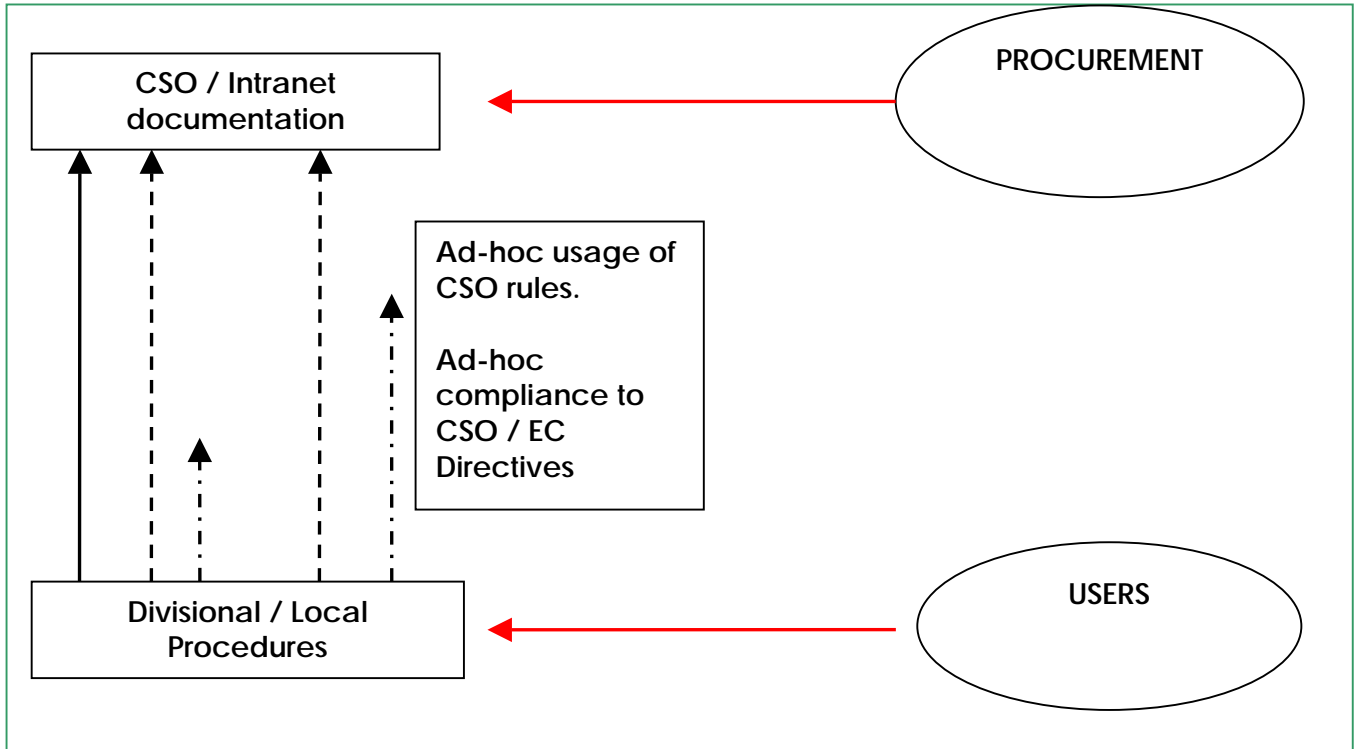 CSO / Intranet
documentation
PROCUREMENT
Ad-hoc usage of
CSO rules.
Ad-hoc
compliance to
CSO / EC
Directives
Divisional / Local
Procedures
USERS